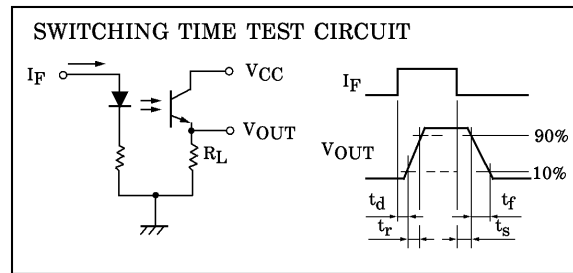 SWITCHING TIME TEST CIRCUIT
IF
VCC
VOUT
RL
IF
VOUT
90%
10%
td
tf
tr
ts